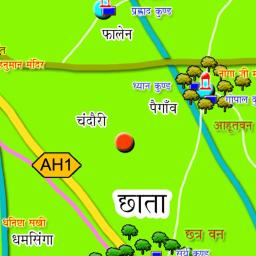 प्रह्लाद कुण्ड
फालेन
हनुमान मंदिर
ध्यान कुण्ड
पैगाँव
गोपाल
चंदौरी
आहूतवन
AH1
छाता
धनिष्ठा सखी
धमसिंगा
छत्र वन
सूर्य कुण्ड